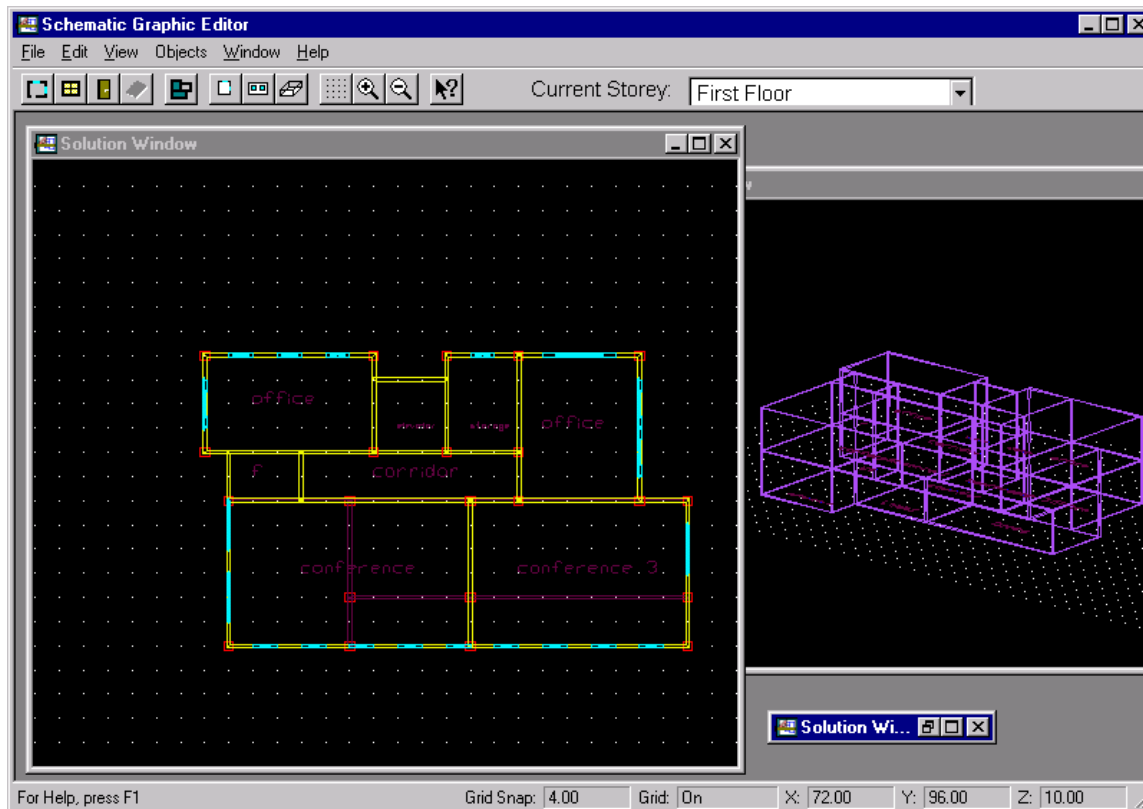 Schematic Graphic Editor
File Edit View Objects Window Help
Current Storey: First Floor
Solution Window
office
elevator
storage
office
f
corridor
conference
conference 3
Solution Wi...
For Help, press F1
Grid Snap: 4.00 Grid: On X: 72.00 Y: 96.00 Z: 10.00